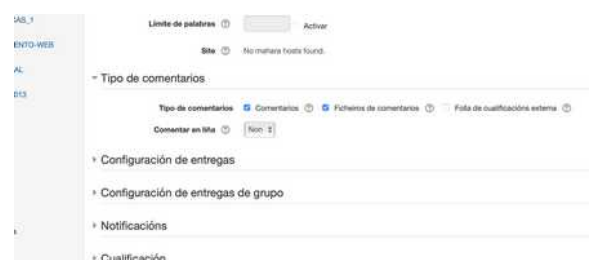 CAS_1
Límite de palabras Activar
ENTO-WEB
Site No mahara hosts found.
AL
Tipo de comentarios
013
Tipo de comentarios Comentarios Ficheiros de comentarios Folla de cualificacións externa
Comentar en liña Non
Configuración de entregas
Configuración de entregas de grupo
Notificacións
Cualificación